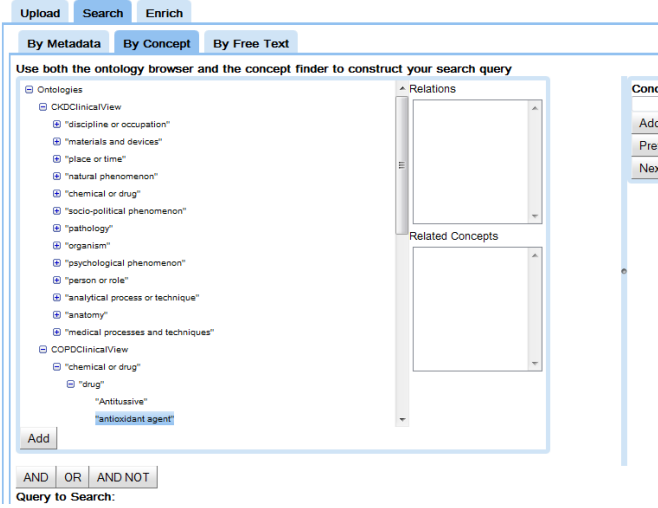 Upload Search Enrich
By Metadata By Concept By Free Text
Use both the ontology browser and the concept finder to construct your search query
Ontologies
CKDClinicalView
"discipline or occupation"
"materials and devices"
"place or time"
"natural phenomenon"
"chemical or drug"
"socio-political phenomenon"
"pathology"
"organism"
"psychological phenomenon"
"person or role"
"analytical process or technique"
"anatomy"
"medical processes and techniques"
COPDClinicalView
"chemical or drug"
"drug"
"Antitussive"
"antioxidant agent"
Add
Relations
Related Concepts
AND OR AND NOT
Query to Search: